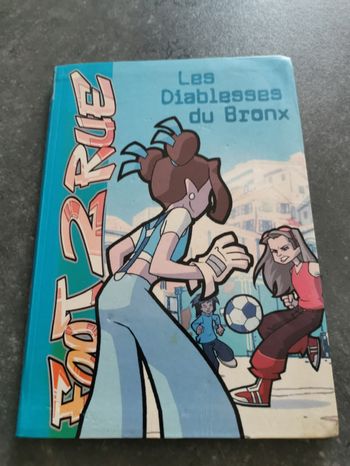 Les
Diablesses
du Bronx
FOOT 2 RUE